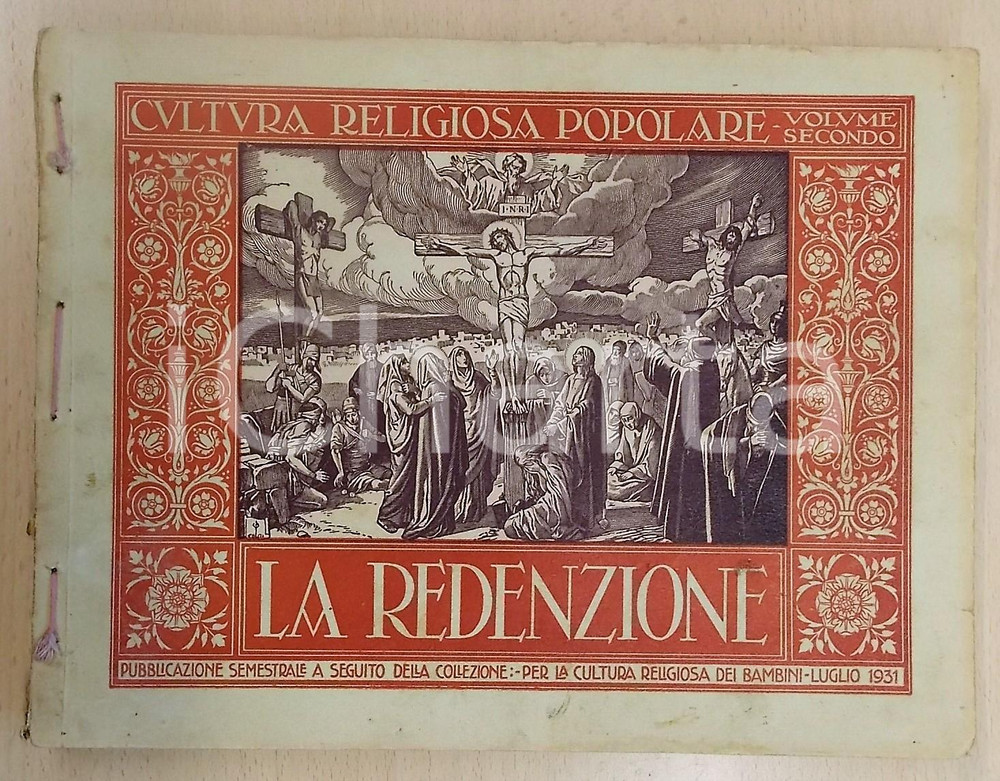 CVLTVRA RELIGIOSA POPOLARE - VOLVME SECONDO
I·N·R·I
iCharta
LA REDENZIONE
PUBBLICAZIONE SEMESTRALE A SEGUITO DELLA COLLEZIONE:-PER LA CULTURA RELIGIOSA DEI BAMBINI-LUGLIO 1931